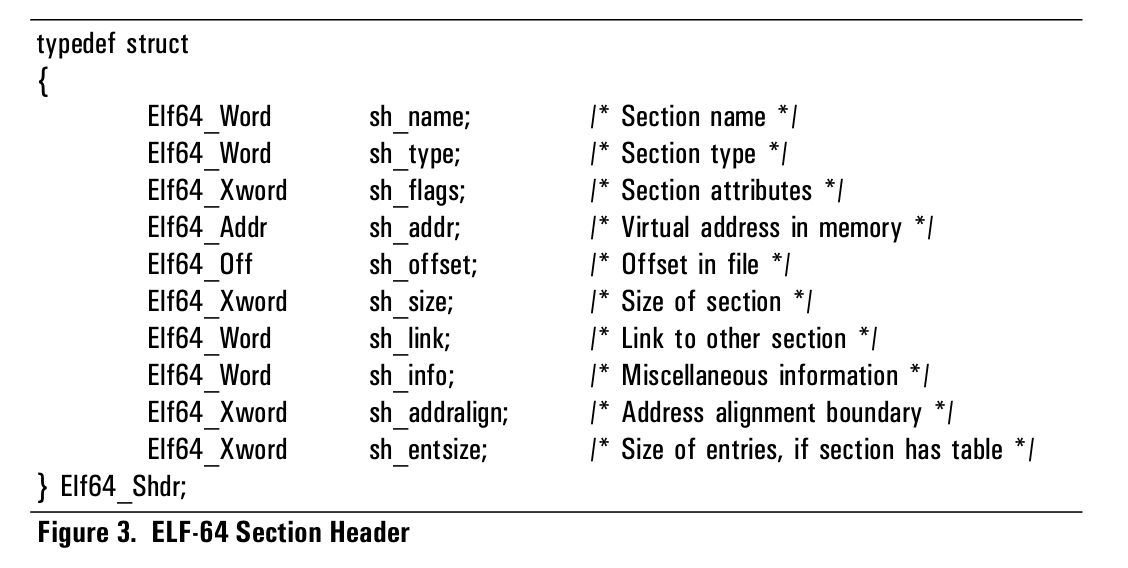 typedef struct
{
Elf64_Word sh_name; /* Section name */
Elf64_Word sh_type; /* Section type */
Elf64_Xword sh_flags; /* Section attributes */
Elf64_Addr sh_addr; /* Virtual address in memory */
Elf64_Off sh_offset; /* Offset in file */
Elf64_Xword sh_size; /* Size of section */
Elf64_Word sh_link; /* Link to other section */
Elf64_Word sh_info; /* Miscellaneous information */
Elf64_Xword sh_addralign; /* Address alignment boundary */
Elf64_Xword sh_entsize; /* Size of entries, if section has table */
} Elf64_Shdr;
Figure 3. ELF-64 Section Header